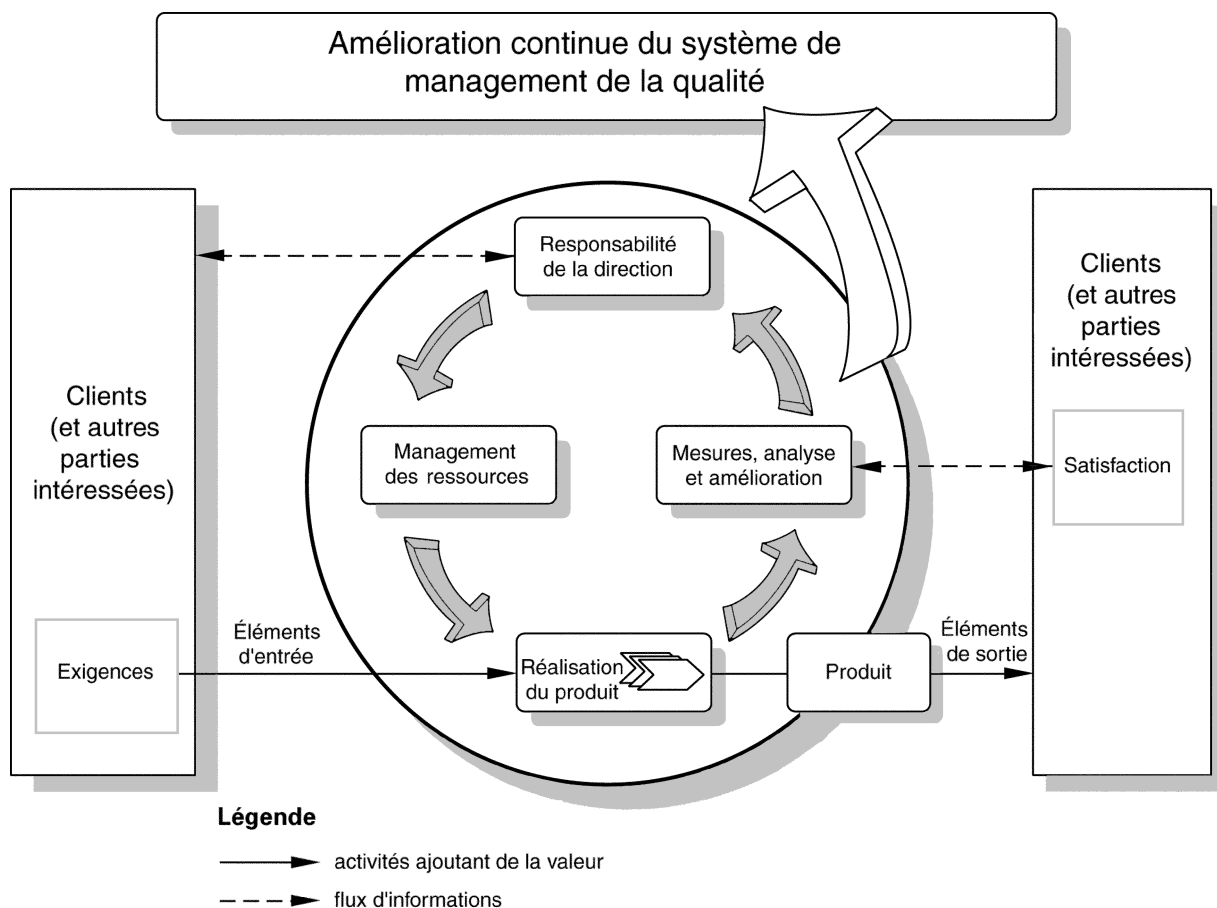 Amélioration continue du système de
management de la qualité
Responsabilité
de la direction
Clients
(et autres
parties
intéressées)
Clients
(et autres
parties
intéressées)
Management
des ressources
Mesures, analyse
et amélioration
Satisfaction
Exigences
Éléments
d'entrée
Réalisation
du produit
Produit
Éléments
de sortie
Légende
activités ajoutant de la valeur
flux d'informations